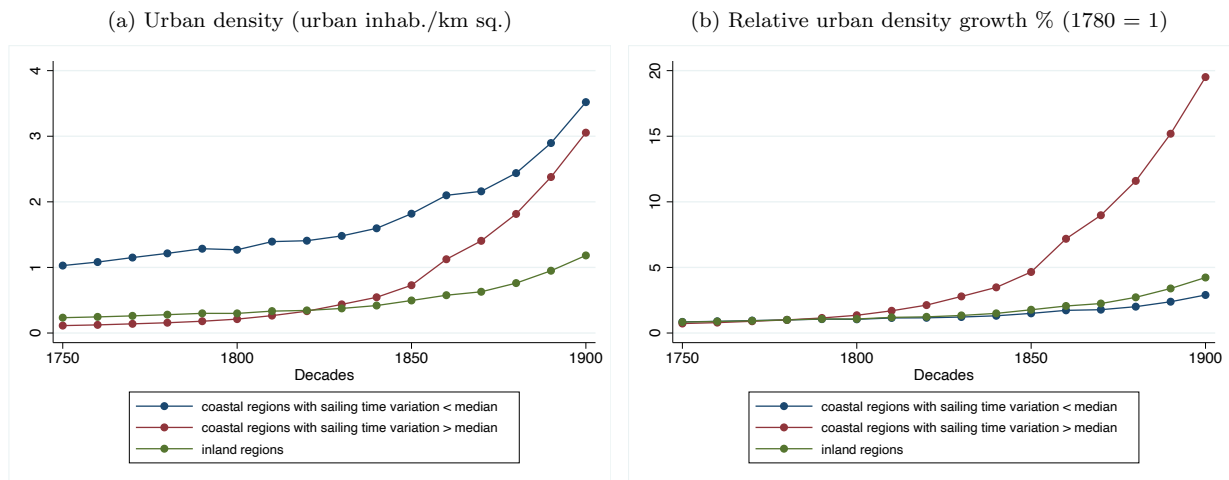 (a) Urban density (urban inhab./km sq.)
4
3
2
1
0
1750 1800 1850 1900
Decades
coastal regions with sailing time variation < median
coastal regions with sailing time variation > median
inland regions
(b) Relative urban density growth % (1780 = 1)
20
15
10
5
0
1750 1800 1850 1900
Decades
coastal regions with sailing time variation < median
coastal regions with sailing time variation > median
inland regions